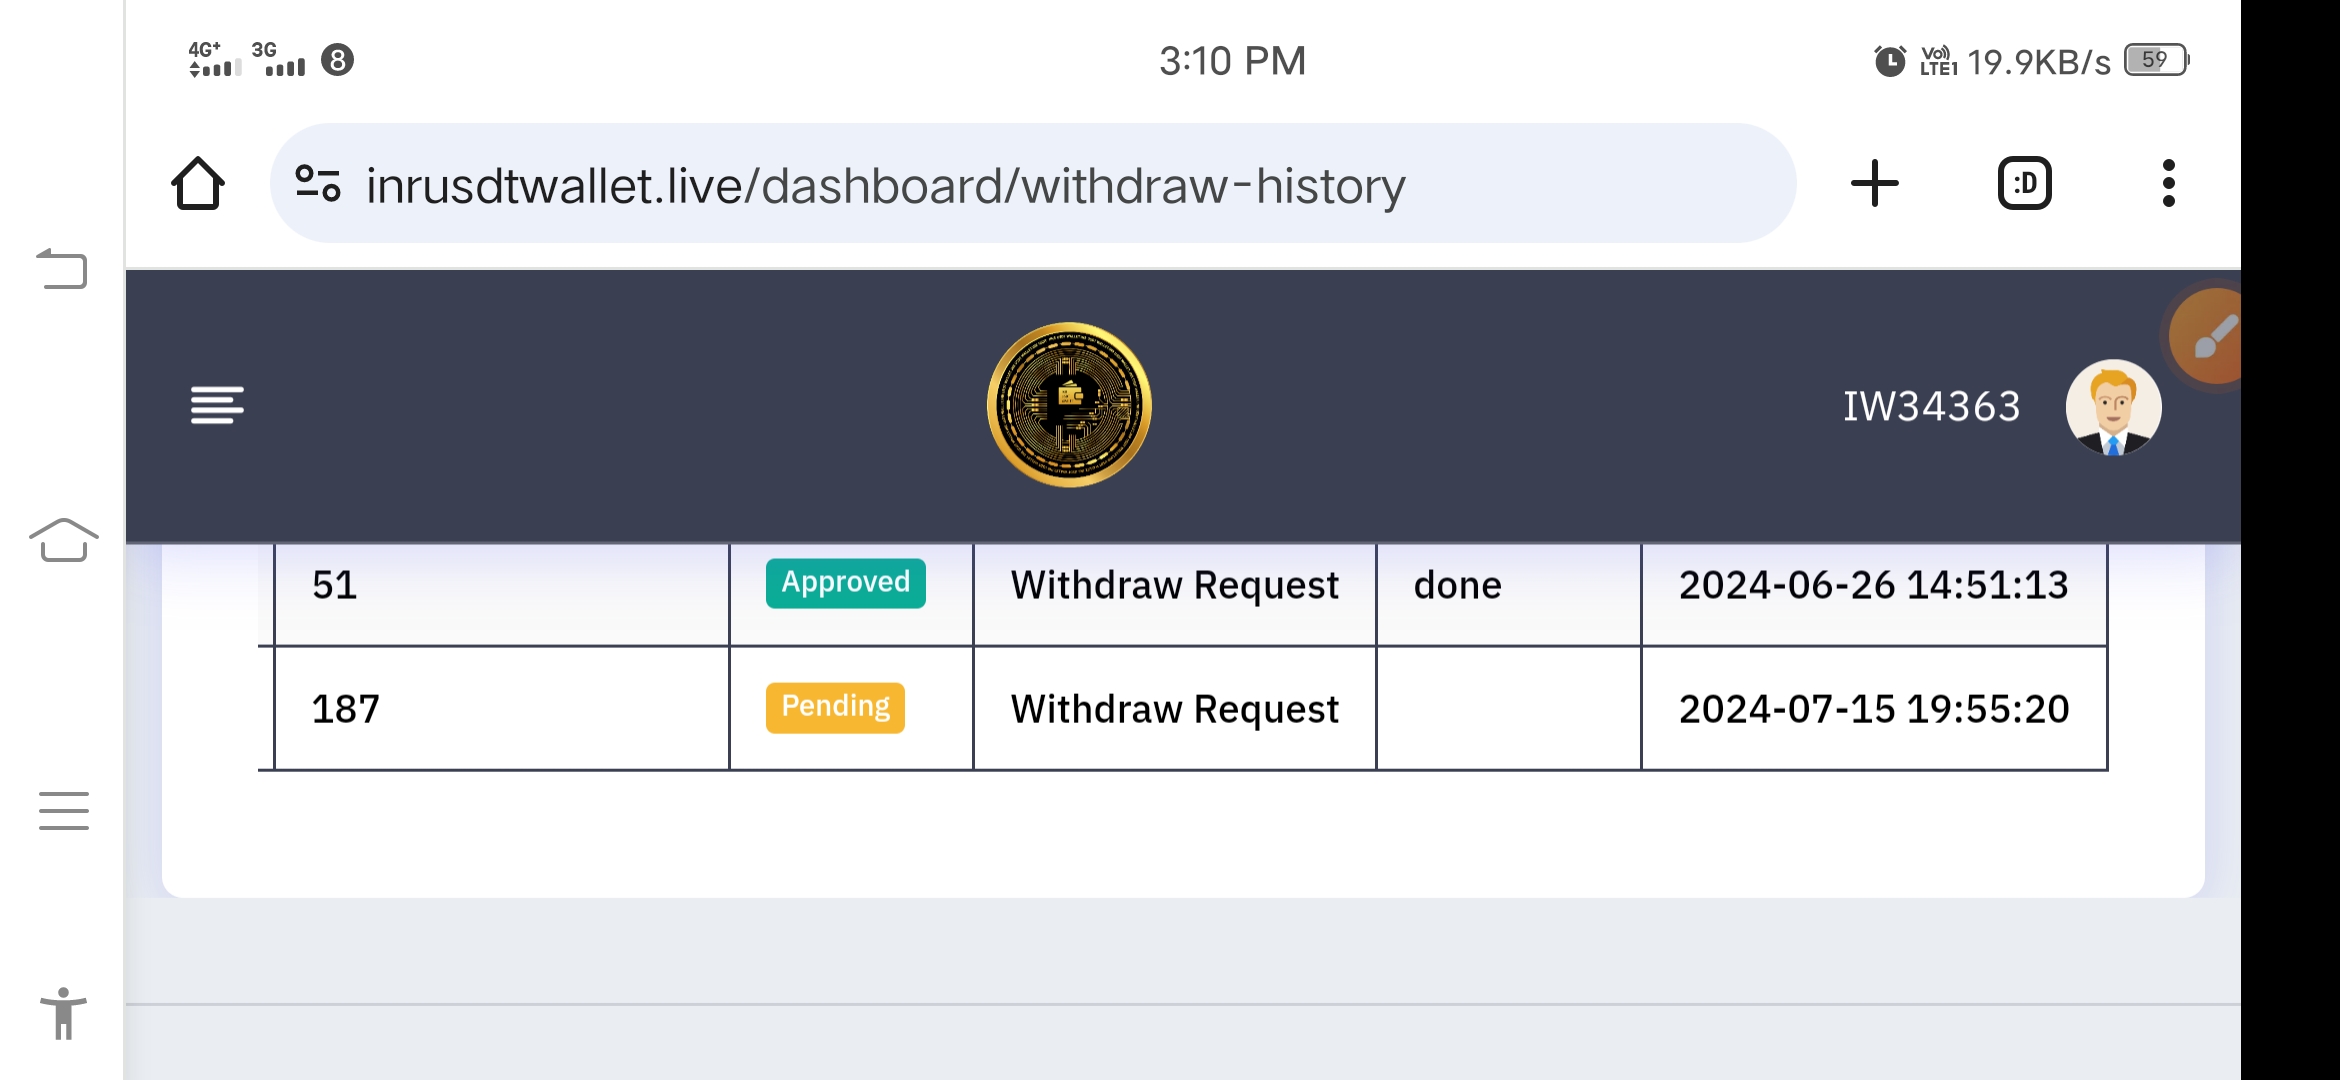 4G+ 3G 8 3:10 PM Vo) LTE1 19.9KB/s 59
inrusdtwallet.live/dashboard/withdraw-history :D
IW34363
51 Approved Withdraw Request done 2024-06-26 14:51:13
187 Pending Withdraw Request 2024-07-15 19:55:20